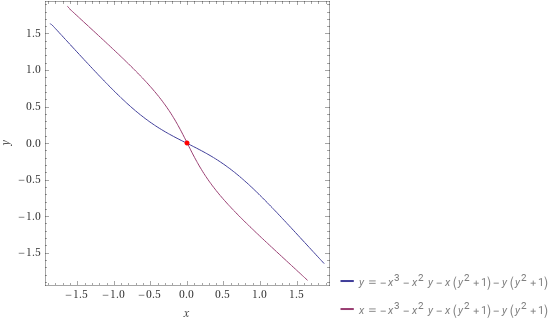 1.5
1.0
0.5
0.0
−0.5
−1.0
−1.5
y
−1.5 −1.0 −0.5 0.0 0.5 1.0 1.5
x
y = −x³ − x² y − x (y² + 1) − y (y² + 1)
x = −x³ − x² y − x (y² + 1) − y (y² + 1)